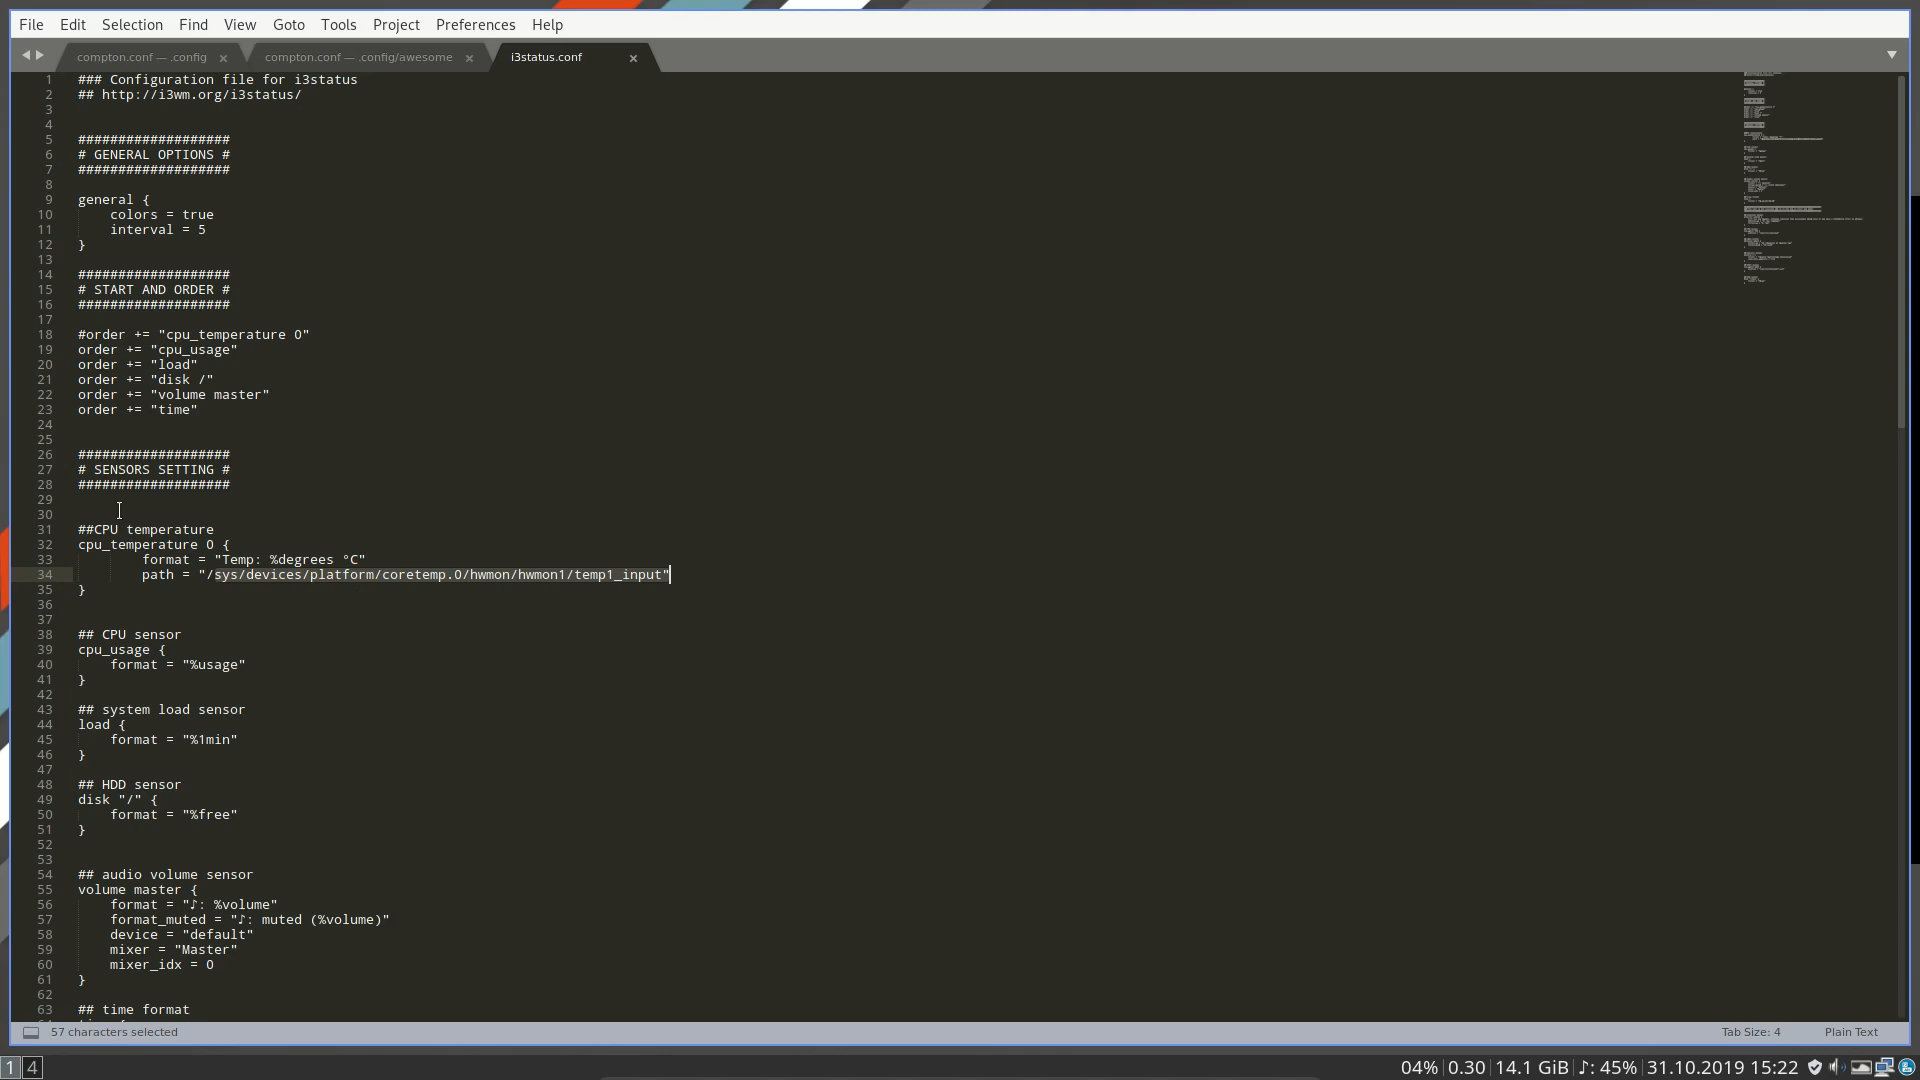 File Edit Selection Find View Goto Tools Project Preferences Help
compton.conf — .config × compton.conf — .config/awesome × i3status.conf ×
1 ### Configuration file for i3status
2 ## http://i3wm.org/i3status/
3
4
5 ###################
6 # GENERAL OPTIONS #
7 ###################
8
9 general {
10 colors = true
11 interval = 5
12 }
13
14 ###################
15 # START AND ORDER #
16 ###################
17
18 #order += "cpu_temperature 0"
19 order += "cpu_usage"
20 order += "load"
21 order += "disk /"
22 order += "volume master"
23 order += "time"
24
25
26 ###################
27 # SENSORS SETTING #
28 ###################
29
30
31 ##CPU temperature
32 cpu_temperature 0 {
33 format = "Temp: %degrees °C"
34 path = "/sys/devices/platform/coretemp.0/hwmon/hwmon1/temp1_input"
35 }
36
37
38 ## CPU sensor
39 cpu_usage {
40 format = "%usage"
41 }
42
43 ## system load sensor
44 load {
45 format = "%1min"
46 }
47
48 ## HDD sensor
49 disk "/" {
50 format = "%free"
51 }
52
53
54 ## audio volume sensor
55 volume master {
56 format = "♪: %volume"
57 format_muted = "♪: muted (%volume)"
58 device = "default"
59 mixer = "Master"
60 mixer_idx = 0
61 }
62
63 ## time format
57 characters selected Tab Size: 4 Plain Text
1 4 04% 0.30 14.1 GiB ♪: 45% 31.10.2019 15:22